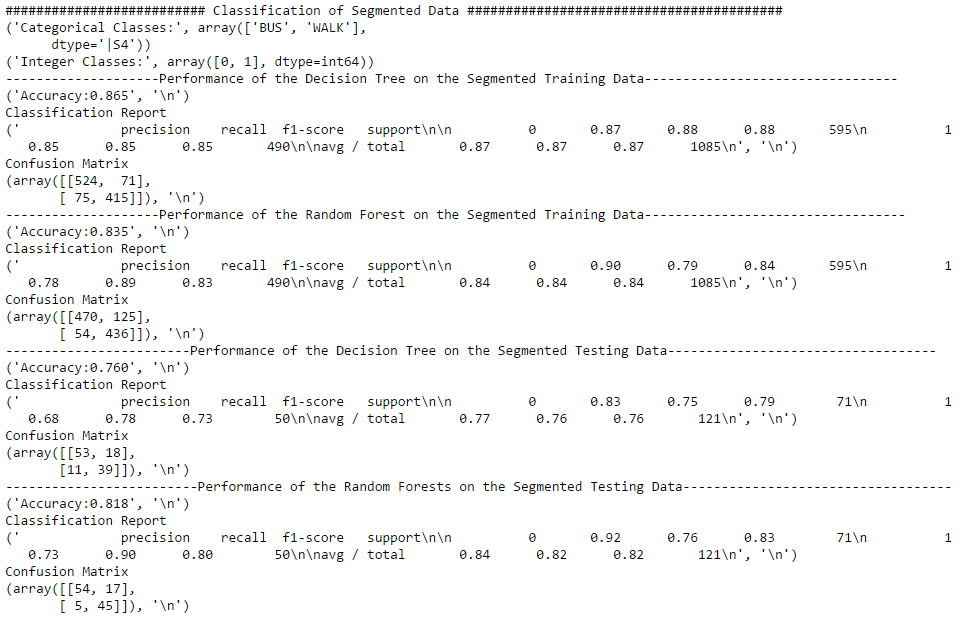 ########################## Classification of Segmented Data #########################################
('Categorical Classes:', array(['BUS', 'WALK'],
      dtype='|S4'))
('Integer Classes:', array([0, 1], dtype=int64))
--------------------Performance of the Decision Tree on the Segmented Training Data---------------------------------
('Accuracy:0.865', '\n')
Classification Report
('             precision    recall  f1-score   support\n\n          0       0.87      0.88      0.88       595\n          1
   0.85      0.85      0.85       490\n\navg / total       0.87      0.87      0.87      1085\n', '\n')
Confusion Matrix
(array([[524,  71],
       [ 75, 415]]), '\n')
--------------------Performance of the Random Forest on the Segmented Training Data----------------------------------
('Accuracy:0.835', '\n')
Classification Report
('             precision    recall  f1-score   support\n\n          0       0.90      0.79      0.84       595\n          1
   0.78      0.89      0.83       490\n\navg / total       0.84      0.84      0.84      1085\n', '\n')
Confusion Matrix
(array([[470, 125],
       [ 54, 436]]), '\n')
------------------------Performance of the Decision Tree on the Segmented Testing Data-----------------------------------
('Accuracy:0.760', '\n')
Classification Report
('             precision    recall  f1-score   support\n\n          0       0.83      0.75      0.79        71\n          1
   0.68      0.78      0.73        50\n\navg / total       0.77      0.76      0.76       121\n', '\n')
Confusion Matrix
(array([[53, 18],
       [11, 39]]), '\n')
-------------------------Performance of the Random Forests on the Segmented Testing Data-----------------------------------
('Accuracy:0.818', '\n')
Classification Report
('             precision    recall  f1-score   support\n\n          0       0.92      0.76      0.83        71\n          1
   0.73      0.90      0.80        50\n\navg / total       0.84      0.82      0.82       121\n', '\n')
Confusion Matrix
(array([[54, 17],
       [ 5, 45]]), '\n')